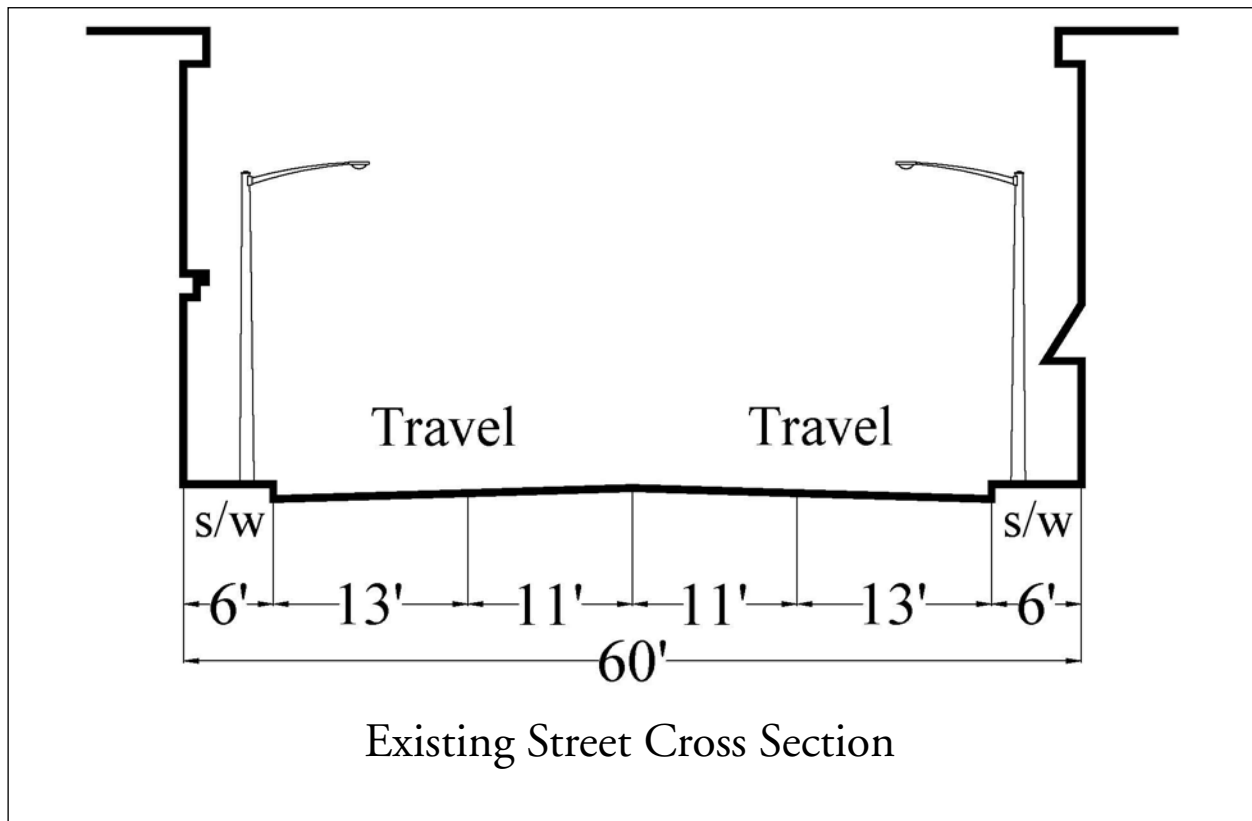 Travel Travel
s/w s/w
6' 13' 11' 11' 13' 6'
60'
Existing Street Cross Section